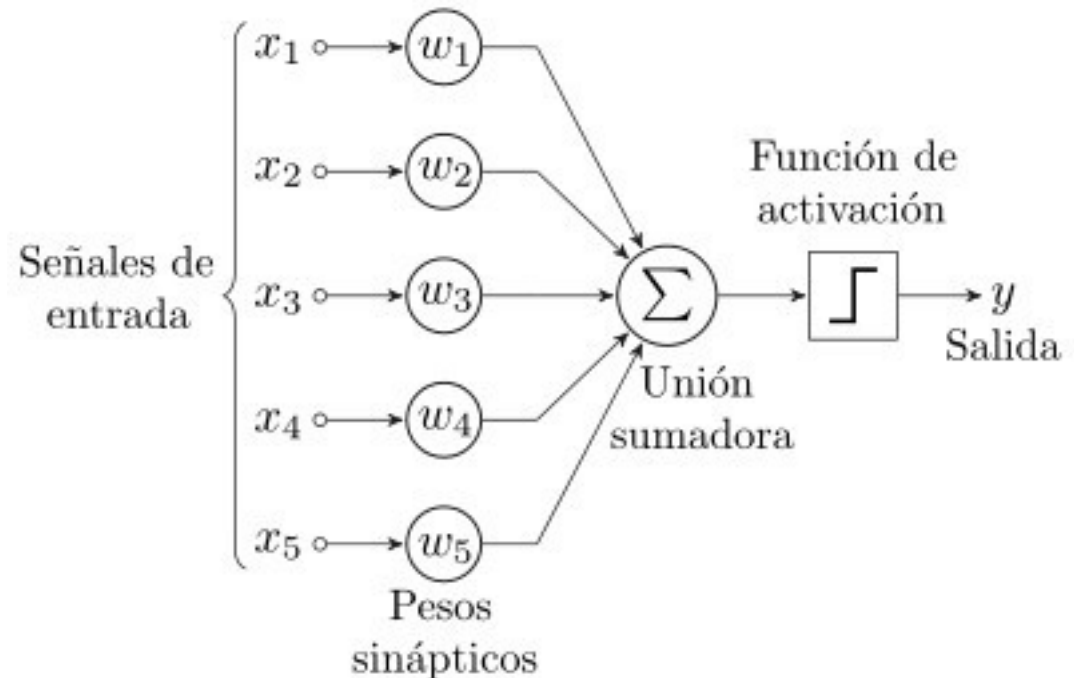 x₁ w₁
x₂ w₂
Función de
activación
Señales de
entrada
x₃ w₃ ∑ y
Salida
Unión
sumadora
x₄ w₄
x₅ w₅
Pesos
sinápticos